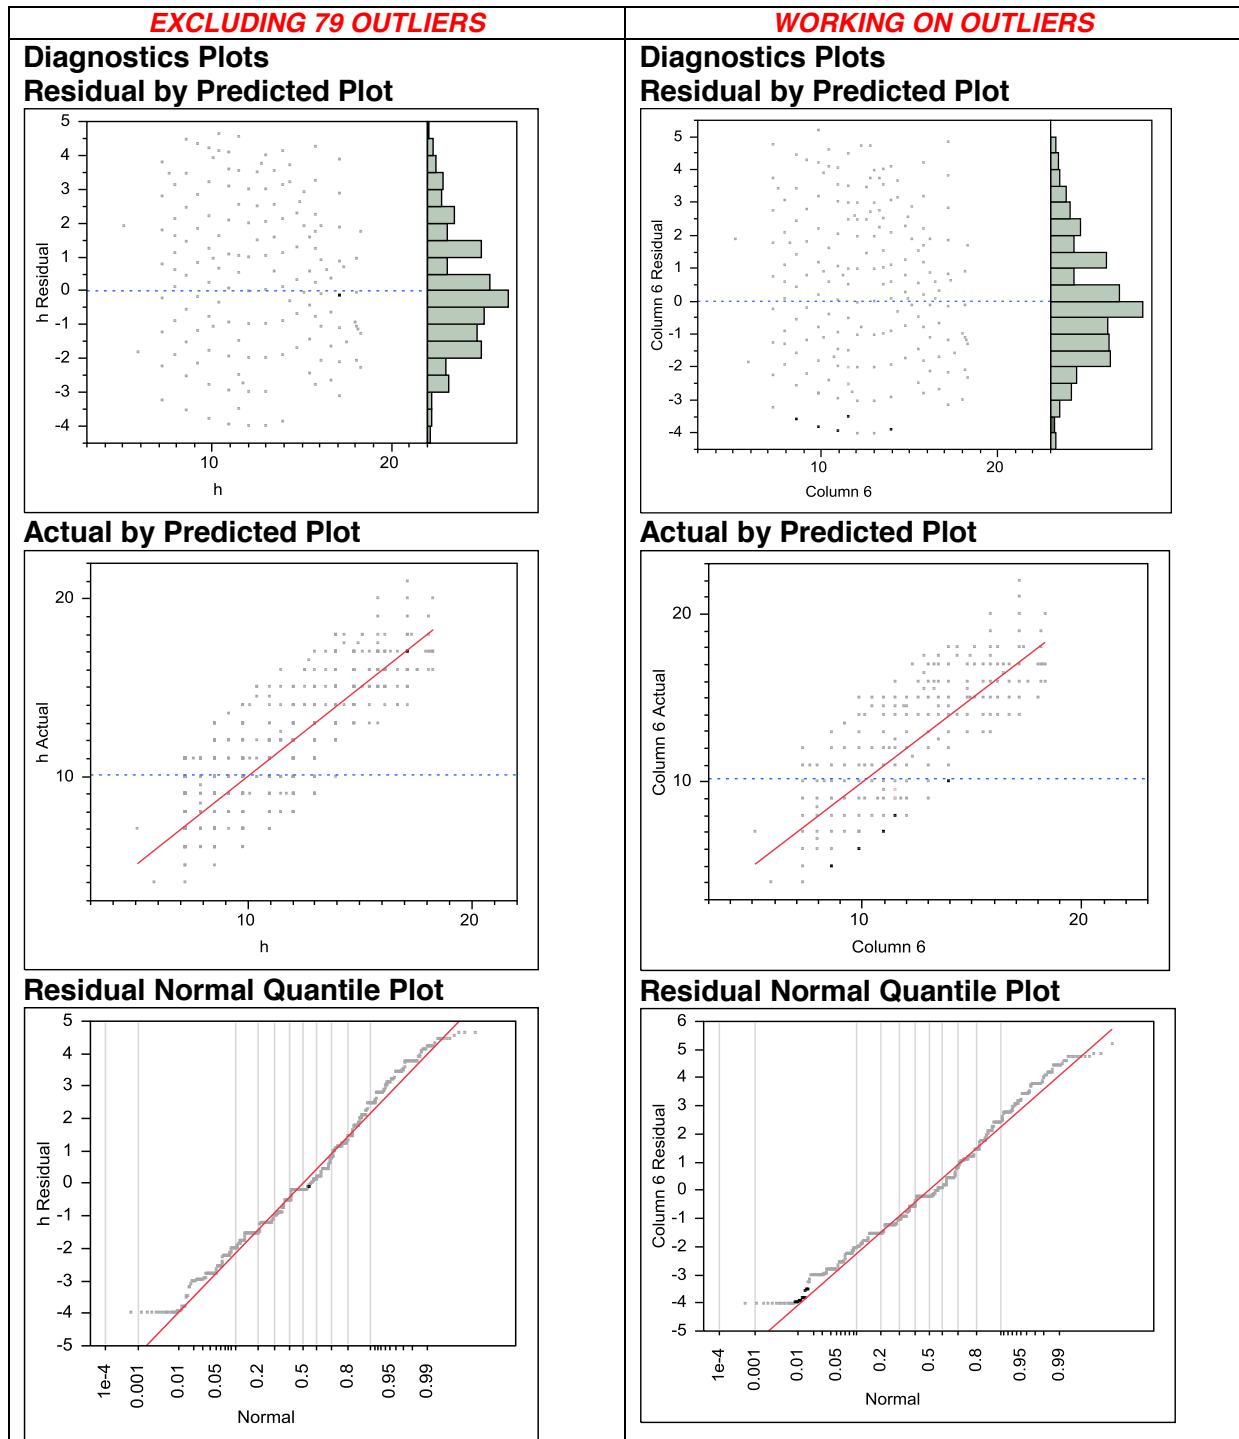 EXCLUDING 79 OUTLIERS
Diagnostics Plots
Residual by Predicted Plot
h Residual
5
4
3
2
1
0
-1
-2
-3
-4
10 20
h
Actual by Predicted Plot
h Actual
20
10
10 20
h
Residual Normal Quantile Plot
h Residual
5
4
3
2
1
0
-1
-2
-3
-4
-5
1e-4 0.001 0.01 0.05 0.2 0.5 0.8 0.95 0.99
Normal
WORKING ON OUTLIERS
Diagnostics Plots
Residual by Predicted Plot
Column 6 Residual
5
4
3
2
1
0
-1
-2
-3
-4
10 20
Column 6
Actual by Predicted Plot
Column 6 Actual
20
10
10 20
Column 6
Residual Normal Quantile Plot
Column 6 Residual
6
5
4
3
2
1
0
-1
-2
-3
-4
-5
1e-4 0.001 0.01 0.05 0.2 0.5 0.8 0.95 0.99
Normal